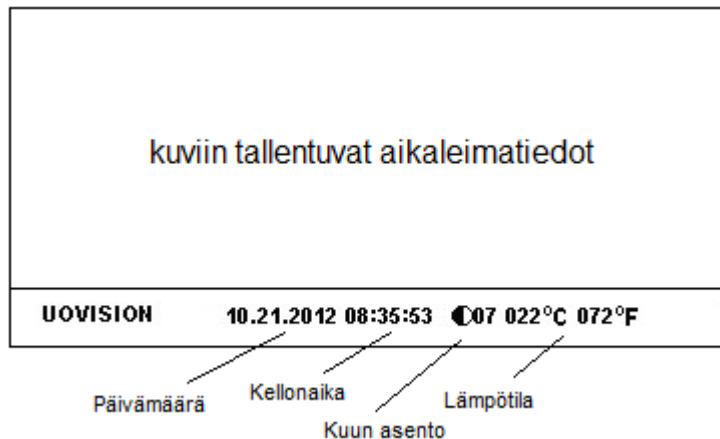 kuviin tallentuvat aikaleimatiedot
UOVISION 10.21.2012 08:35:53 07 022°C 072°F
Päivämäärä Kellonaika Kuun asento Lämpötila